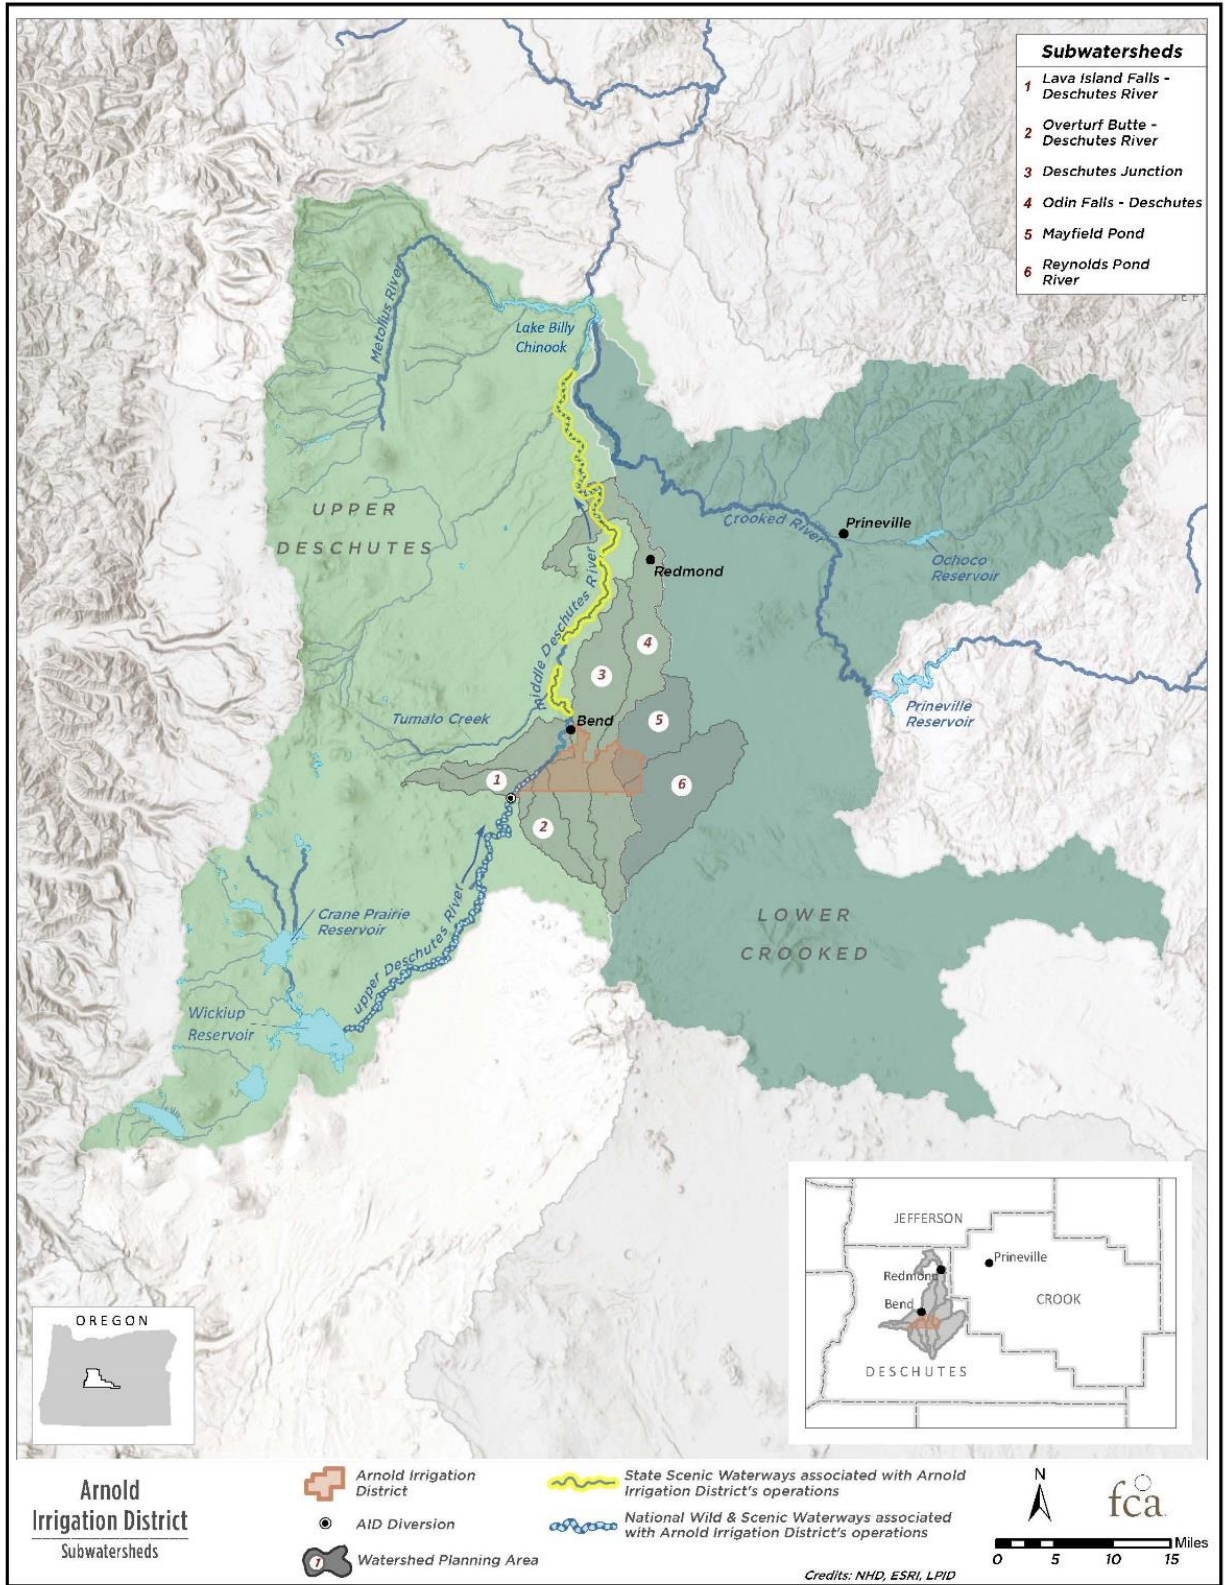 Subwatersheds
1 Lava Island Falls -
Deschutes River
2 Overturf Butte -
Deschutes River
3 Deschutes Junction
4 Odin Falls - Deschutes
5 Mayfield Pond
6 Reynolds Pond
River
JEFF
Metolius River
Lake Billy
Chinook
UPPER
DESCHUTES
Crooked River
Prineville
Ochoco
Reservoir
Redmond
Middle Deschutes River
4
3
Prineville
Reservoir
Tumalo Creek
Bend
5
1
6
2
upper Deschutes River
Crane Prairie
Reservoir
LOWER
CROOKED
Wickiup
Reservoir
JEFFERSON
Prineville
Redmond
Bend
CROOK
DESCHUTES
OREGON
Arnold
Irrigation District
Subwatersheds
Arnold Irrigation
District
AID Diversion
1
Watershed Planning Area
State Scenic Waterways associated with Arnold
Irrigation District's operations
National Wild & Scenic Waterways associated
with Arnold Irrigation District's operations
N
fca
Miles
0 5 10 15
Credits: NHD, ESRI, LPID